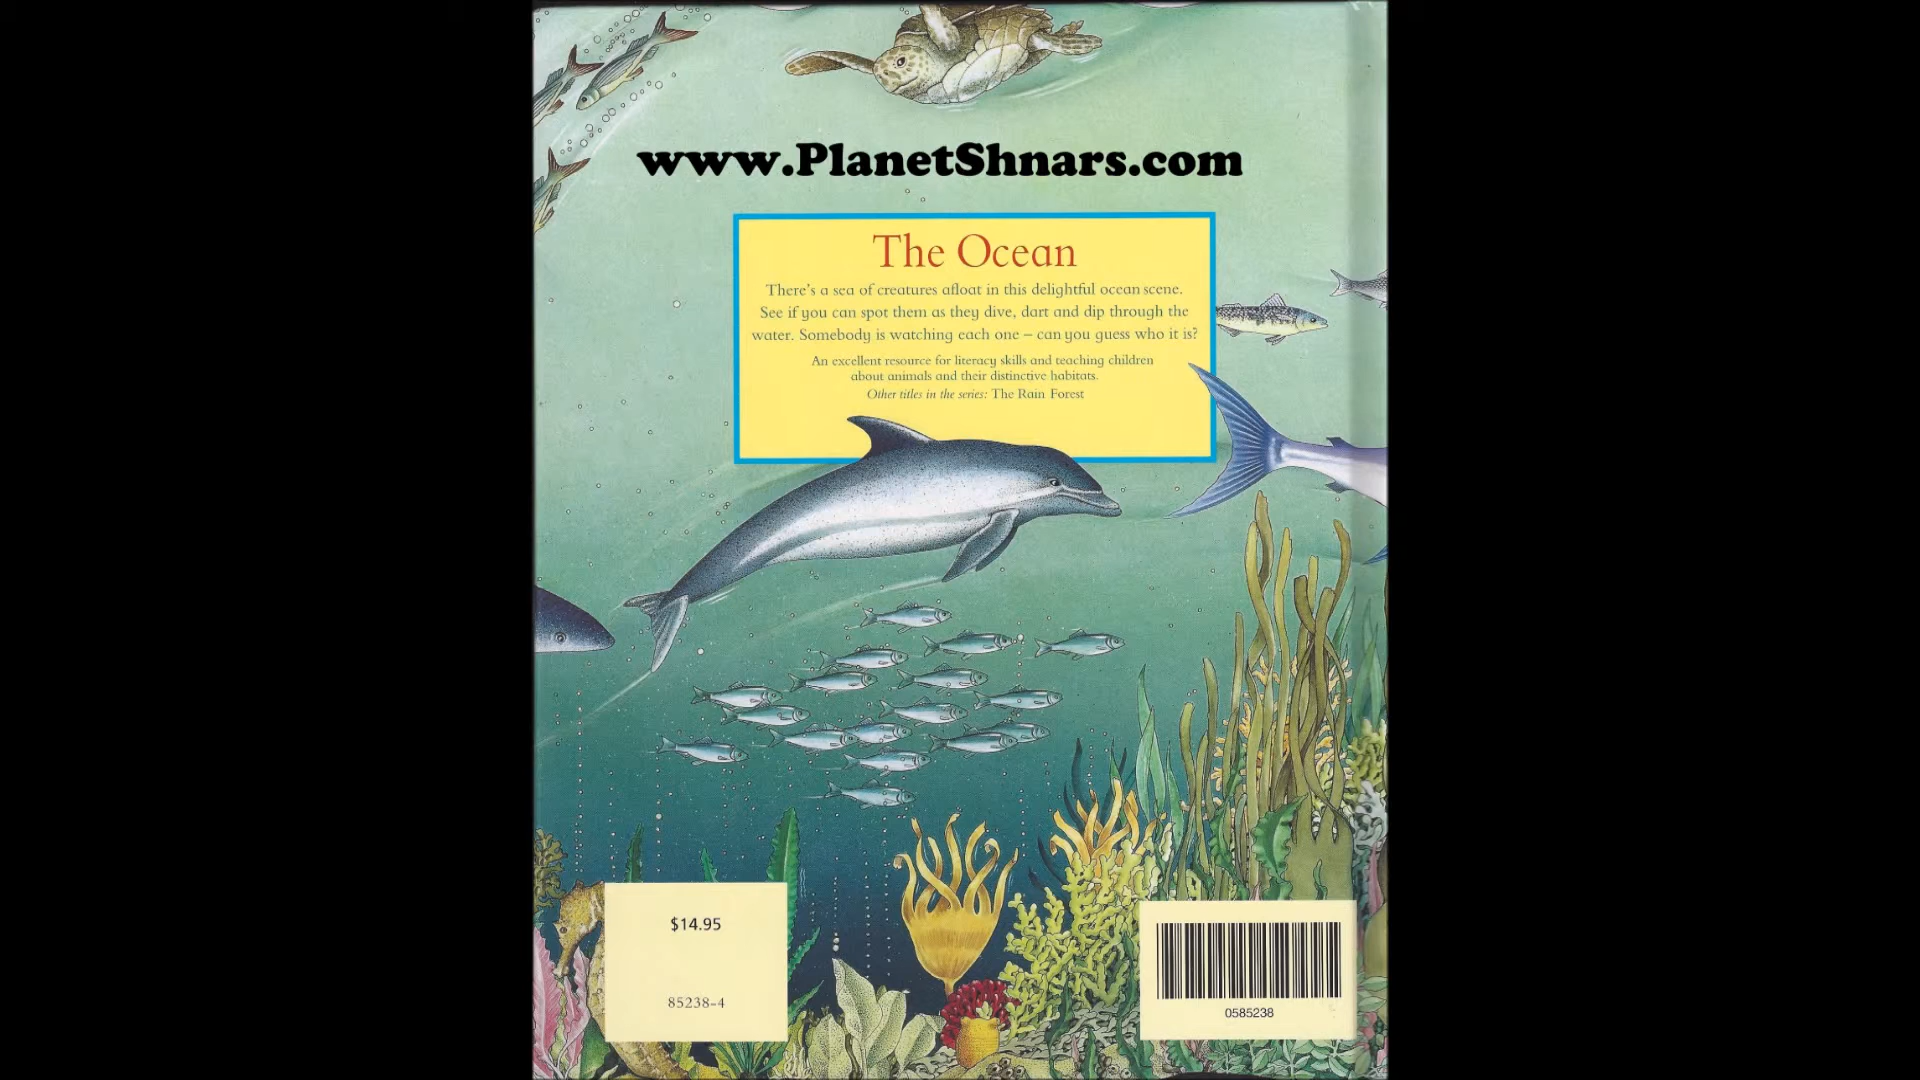 www.PlanetShnars.com
The Ocean
There's a sea of creatures afloat in this delightful ocean scene.
See if you can spot them as they dive, dart and dip through the
water. Somebody is watching each one – can you guess who it is?
An excellent resource for literacy skills and teaching children
about animals and their distinctive habitats.
Other titles in the series: The Rain Forest
$14.95
85238-4
0585238